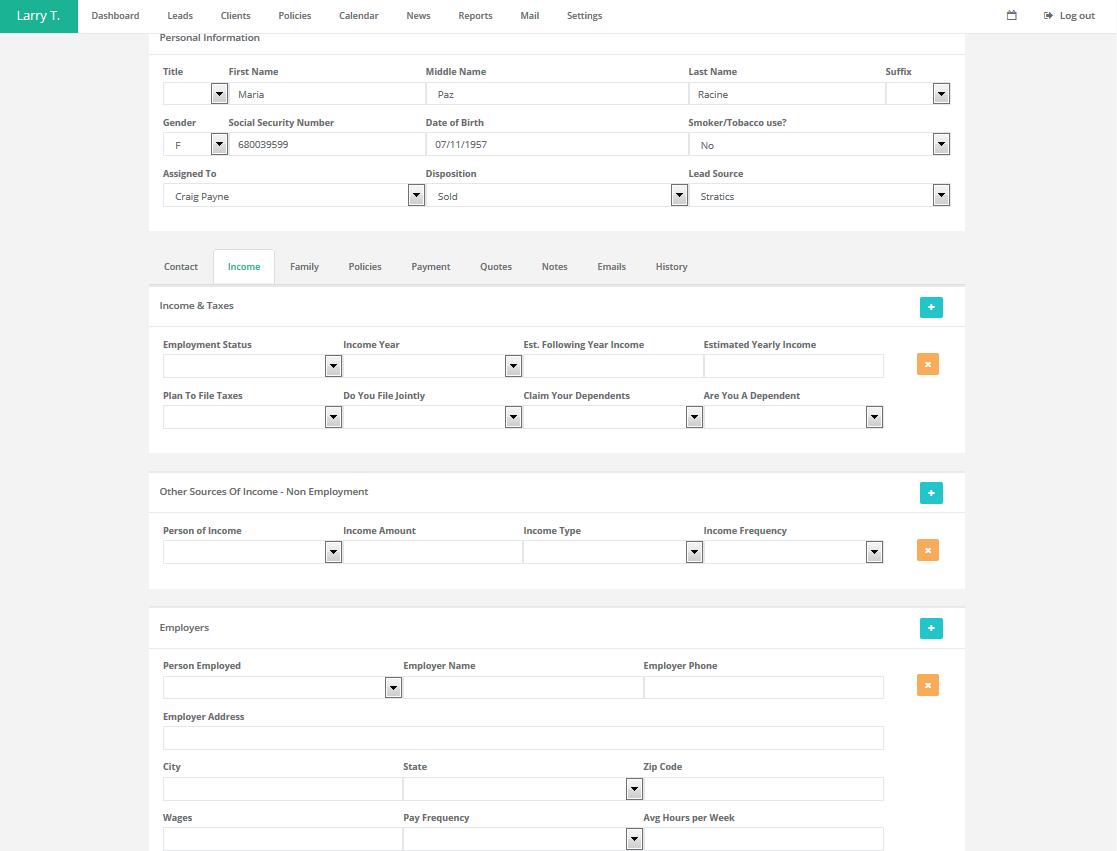 Larry T. Dashboard Leads Clients Policies Calendar News Reports Mail Settings Log out
Personal Information
Title First Name Middle Name Last Name Suffix
Maria Paz Racine
Gender Social Security Number Date of Birth Smoker/Tobacco use?
F 680039599 07/11/1957 No
Assigned To Disposition Lead Source
Craig Payne Sold Stratics
Contact Income Family Policies Payment Quotes Notes Emails History
Income & Taxes
Employment Status Income Year Est. Following Year Income Estimated Yearly Income
Plan To File Taxes Do You File Jointly Claim Your Dependents Are You A Dependent
Other Sources Of Income - Non Employment
Person of Income Income Amount Income Type Income Frequency
Employers
Person Employed Employer Name Employer Phone
Employer Address
City State Zip Code
Wages Pay Frequency Avg Hours per Week